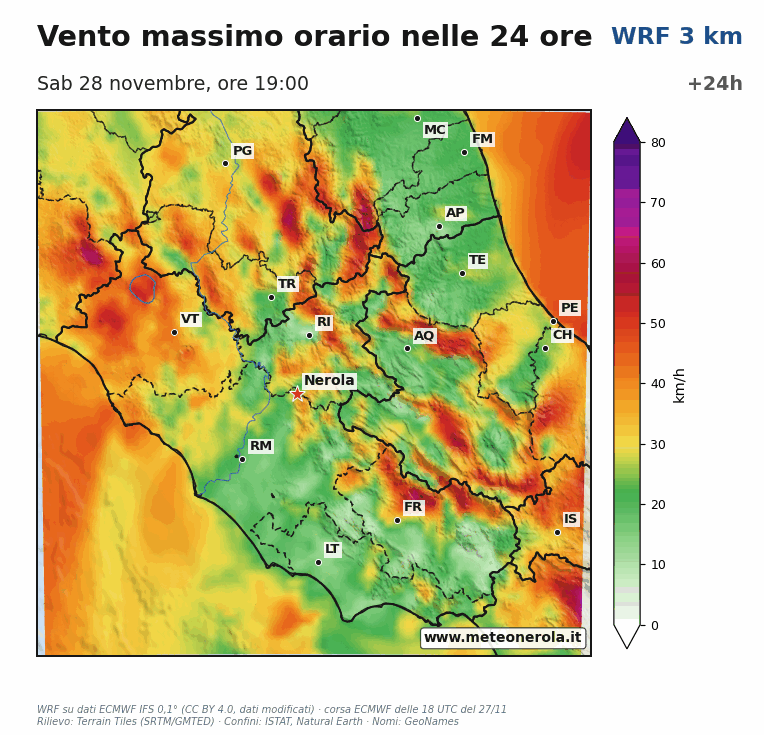 Vento massimo orario nelle 24 ore WRF 3 km
Sab 28 novembre, ore 19:00 +24h
MC
FM
PG
AP
TE
TR
PE
VT
RI
AQ
CH
Nerola
RM
FR
IS
LT
www.meteonerola.it
80
70
60
50
40
30
20
10
0
km/h
WRF su dati ECMWF IFS 0,1° (CC BY 4.0, dati modificati) · corsa ECMWF delle 18 UTC del 27/11
Rilievo: Terrain Tiles (SRTM/GMTED) · Confini: ISTAT, Natural Earth · Nomi: GeoNames